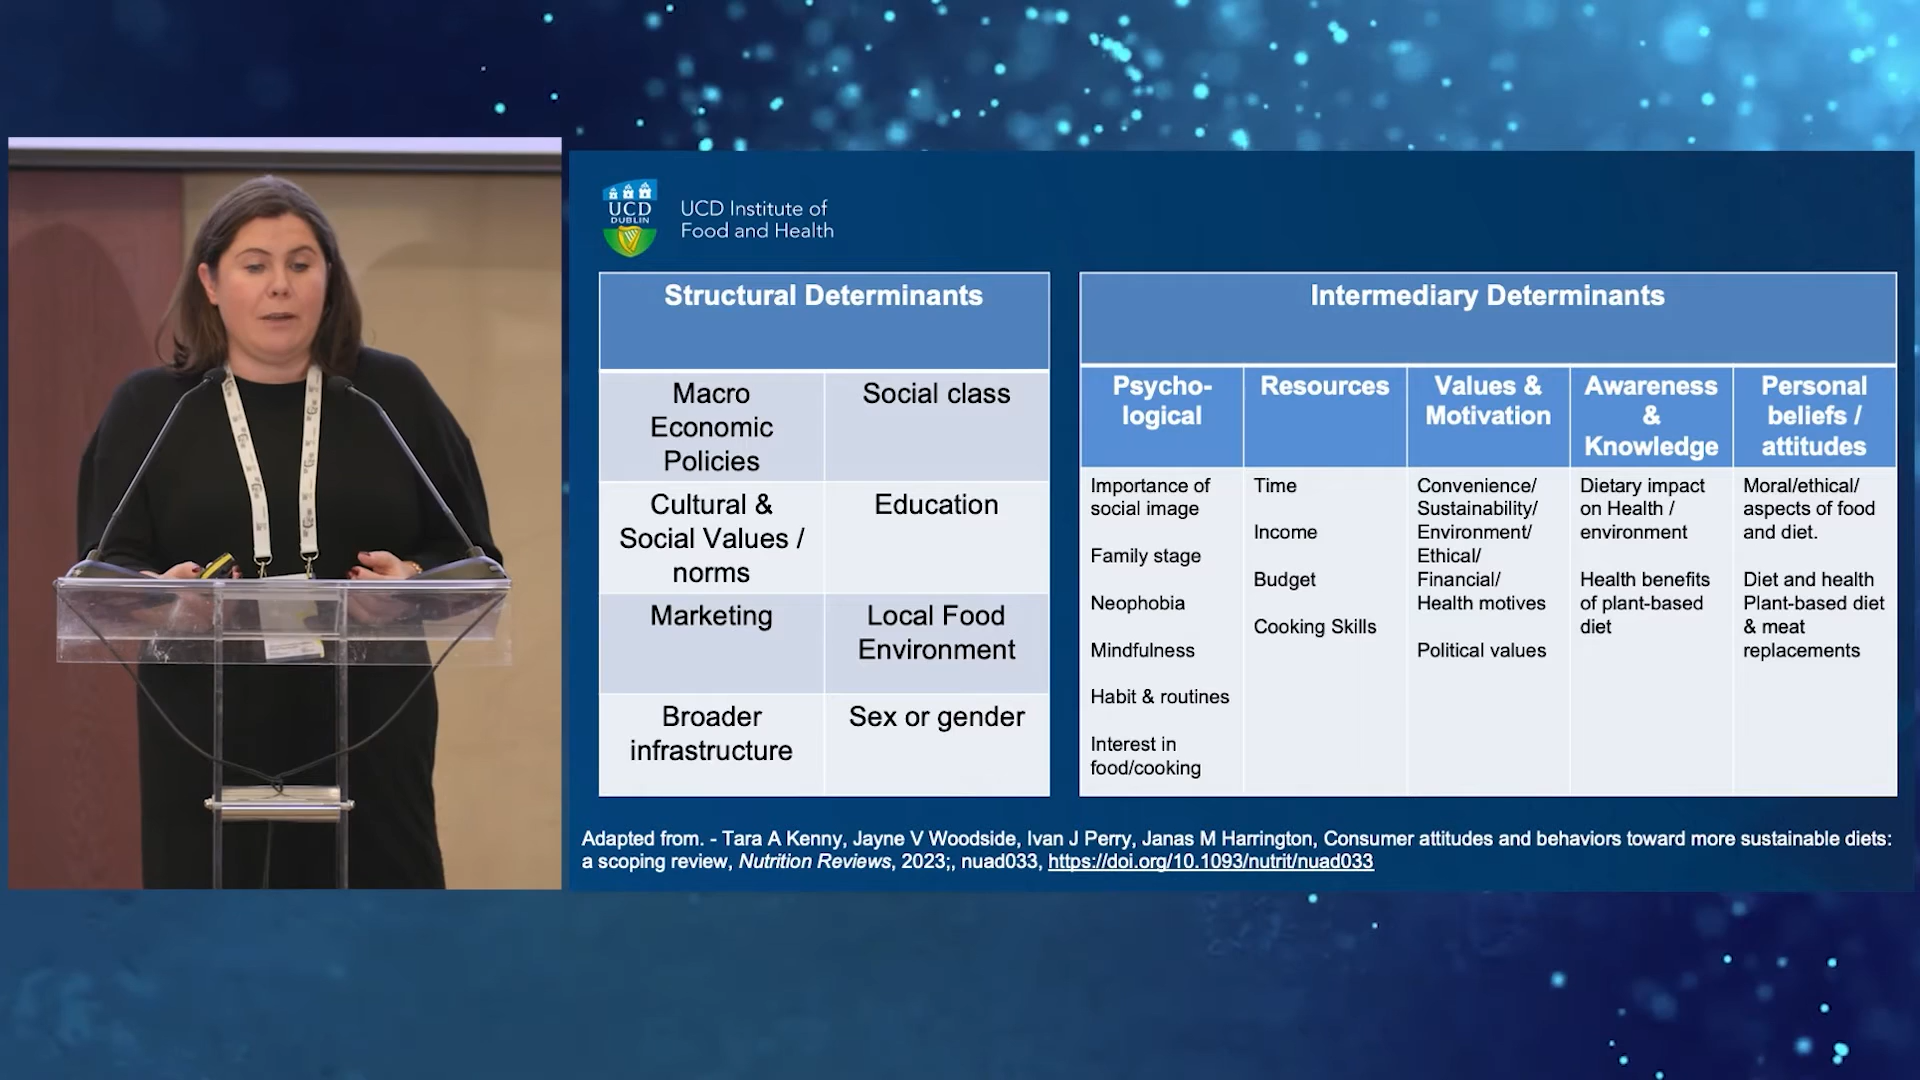 UCD
DUBLIN
UCD Institute of
Food and Health
Structural Determinants
Macro
Economic
Policies
Social class
Cultural &
Social Values /
norms
Education
Marketing
Local Food
Environment
Broader
infrastructure
Sex or gender
Intermediary Determinants
Psycho-
logical
Resources
Values &
Motivation
Awareness
&
Knowledge
Personal
beliefs /
attitudes
Importance of
social image
Family stage
Neophobia
Mindfulness
Habit & routines
Interest in
food/cooking
Time
Income
Budget
Cooking Skills
Convenience/
Sustainability/
Environment/
Ethical/
Financial/
Health motives
Political values
Dietary impact
on Health /
environment
Health benefits
of plant-based
diet
Moral/ethical/
aspects of food
and diet.
Diet and health
Plant-based diet
& meat
replacements
Adapted from. - Tara A Kenny, Jayne V Woodside, Ivan J Perry, Janas M Harrington, Consumer attitudes and behaviors toward more sustainable diets:
a scoping review, Nutrition Reviews, 2023;, nuad033, https://doi.org/10.1093/nutrit/nuad033